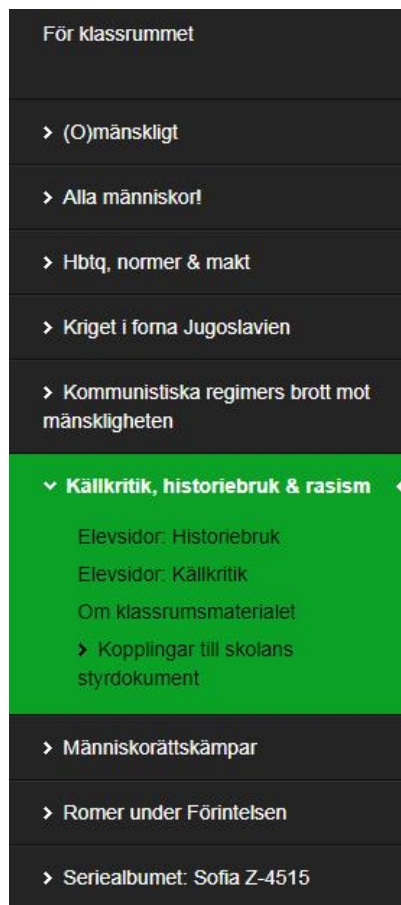 För klassrummet
(O)mänskligt
Alla människor!
Hbtq, normer & makt
Kriget i forna Jugoslavien
Kommunistiska regimers brott mot
mänskligheten
Källkritik, historiebruk & rasism
Elevsidor: Historiebruk
Elevsidor: Källkritik
Om klassrumsmaterialet
Kopplingar till skolans
styrdokument
Människorättskämpar
Romer under Förintelsen
Seriealbumet: Sofia Z-4515